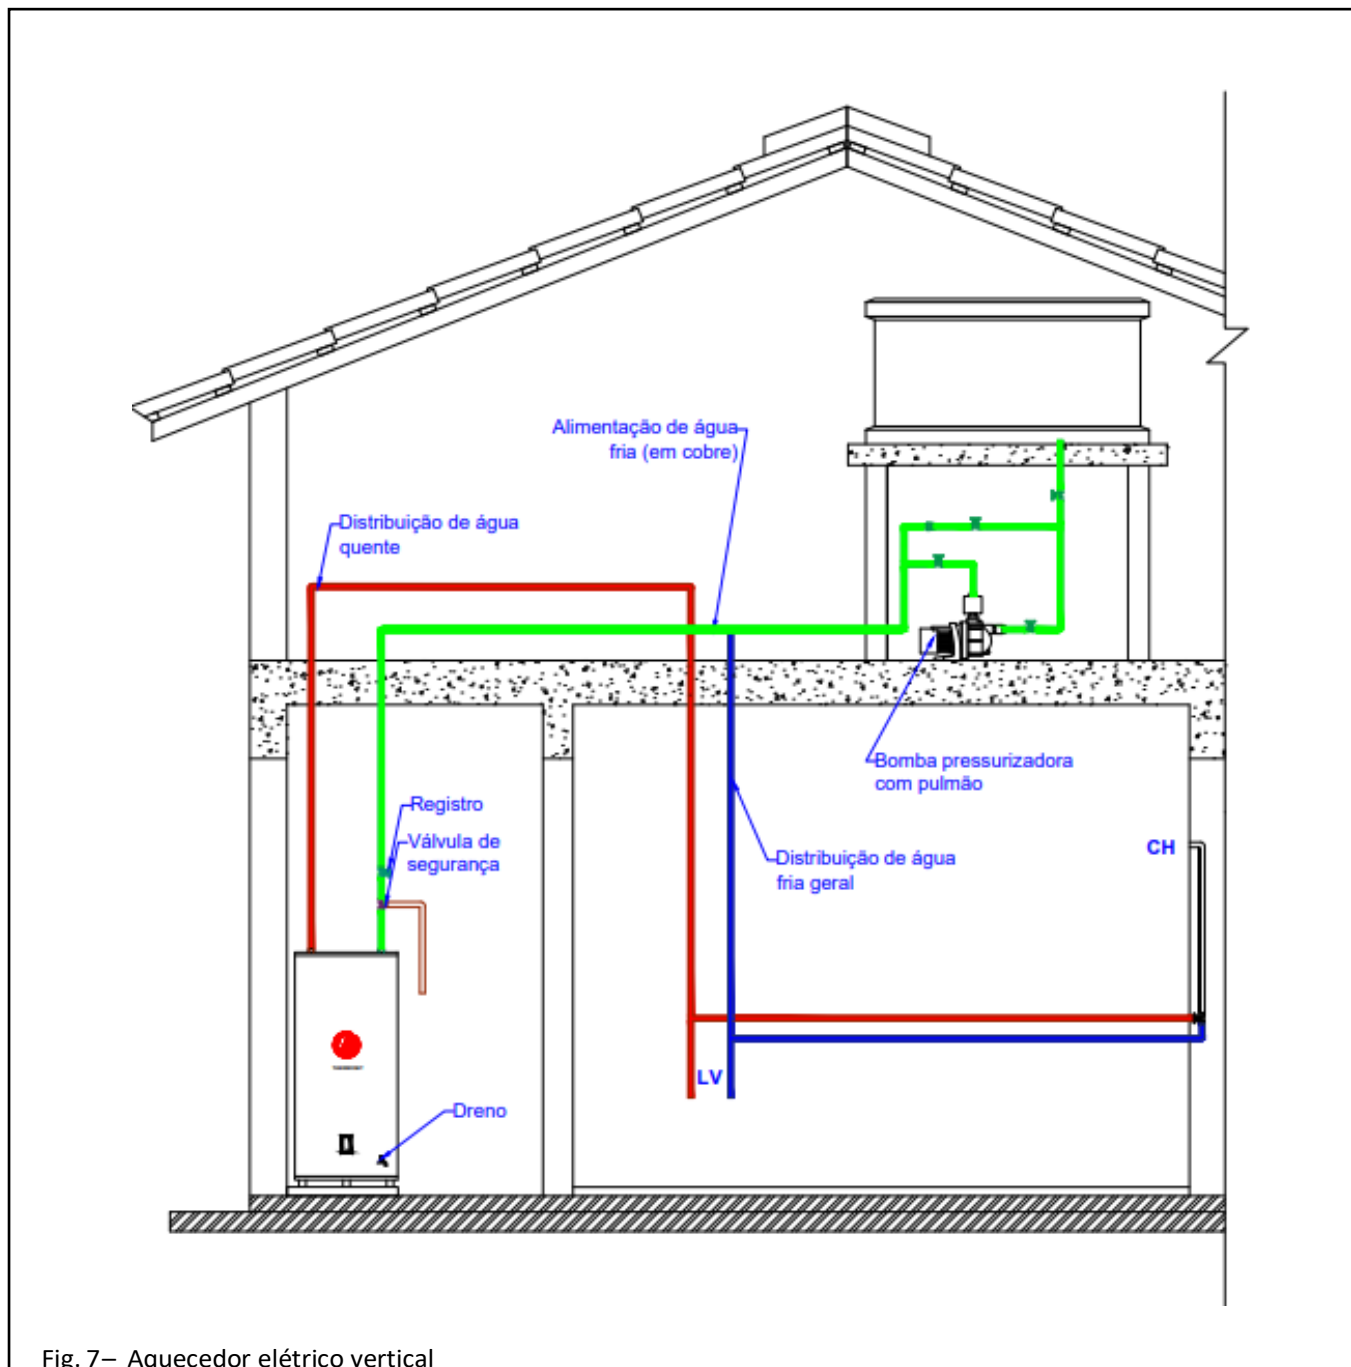 Alimentação de água
fria (em cobre)
Distribuição de água
quente
Bomba pressurizadora
com pulmão
Registro
Válvula de
segurança
Distribuição de água
fria geral
CH
LV
Dreno
Fig. 7– Aquecedor elétrico vertical